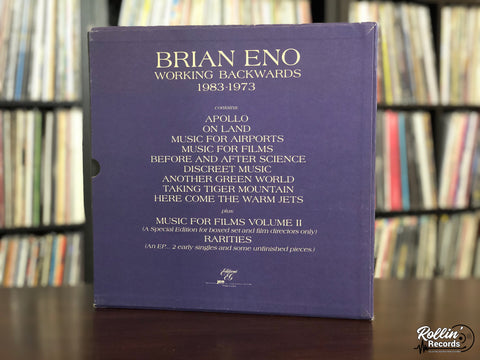 BRIAN ENO
WORKING BACKWARDS
1983-1973
contains
APOLLO
ON LAND
MUSIC FOR AIRPORTS
MUSIC FOR FILMS
BEFORE AND AFTER SCIENCE
DISCREET MUSIC
ANOTHER GREEN WORLD
TAKING TIGER MOUNTAIN
HERE COME THE WARM JETS
plus
MUSIC FOR FILMS VOLUME II
(A Special Edition for boxed set and film directors only)
RARITIES
(An EP... 2 early singles and some unfinished pieces.)
Editions
EG
Rollin'
Records